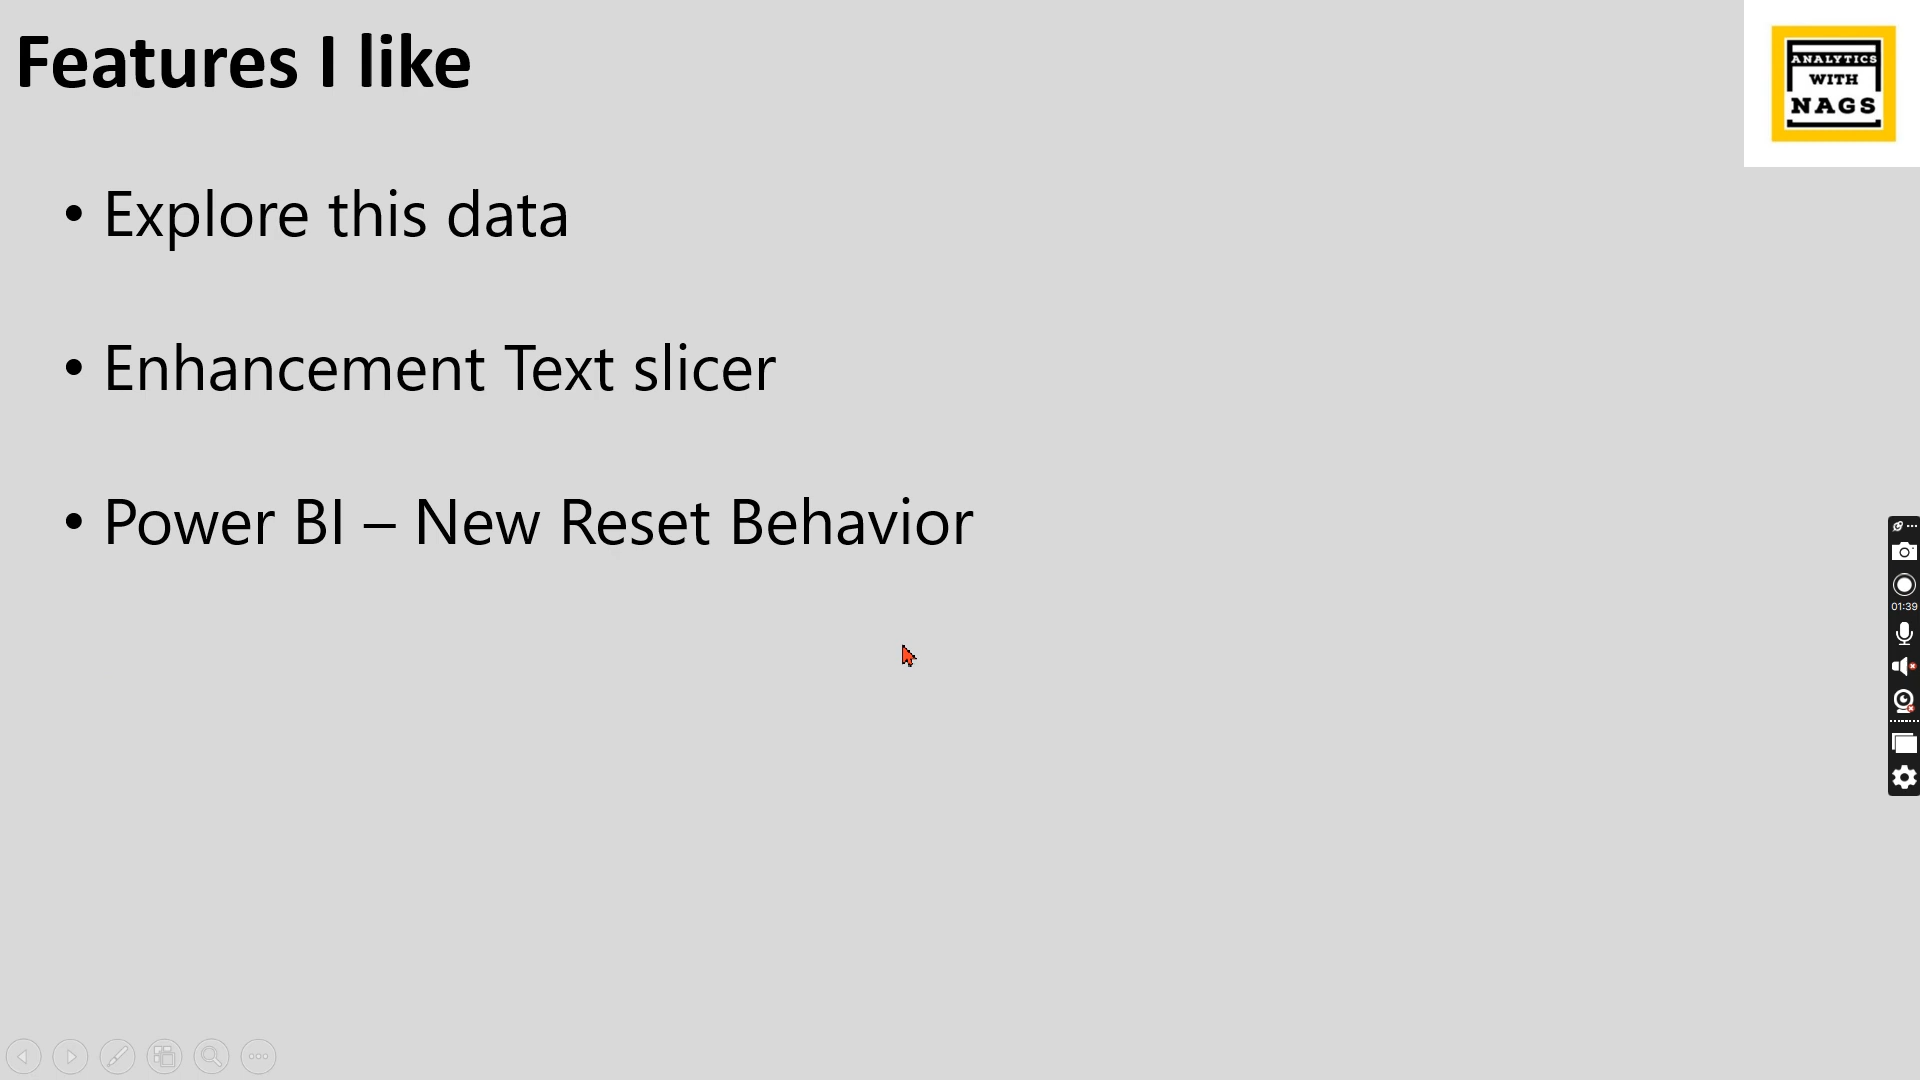 Features I like
ANALYTICS
WITH
NAGS
• Explore this data
• Enhancement Text slicer
• Power BI – New Reset Behavior
01:39